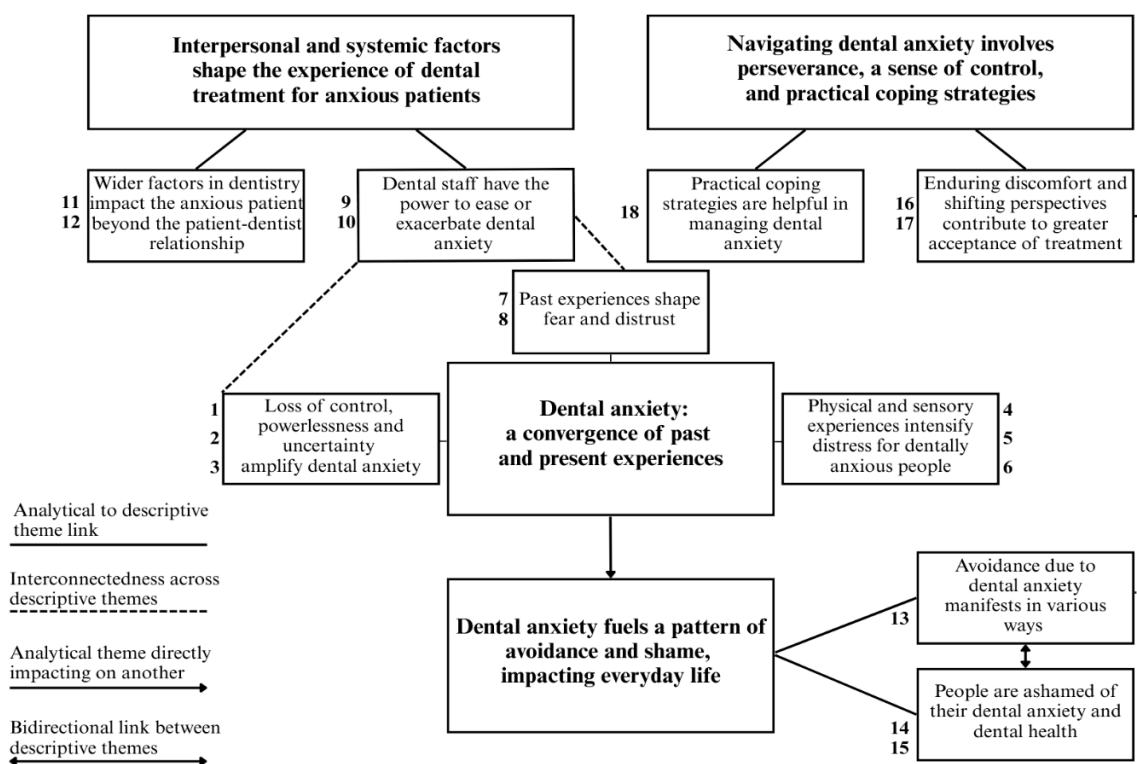 Interpersonal and systemic factors
shape the experience of dental
treatment for anxious patients
Navigating dental anxiety involves
perseverance, a sense of control,
and practical coping strategies
11
12
Wider factors in dentistry
impact the anxious patient
beyond the patient-dentist
relationship
9
10
Dental staff have the
power to ease or
exacerbate dental
anxiety
18
Practical coping
strategies are helpful in
managing dental
anxiety
16
17
Enduring discomfort and
shifting perspectives
contribute to greater
acceptance of treatment
7
8
Past experiences shape
fear and distrust
1
2
3
Loss of control,
powerlessness and
uncertainty
amplify dental anxiety
Dental anxiety:
a convergence of past
and present experiences
Physical and sensory
experiences intensify
distress for dentally
anxious people
4
5
6
Analytical to descriptive
theme link
Interconnectedness across
descriptive themes
Analytical theme directly
impacting on another
Bidirectional link between
descriptive themes
Dental anxiety fuels a pattern of
avoidance and shame,
impacting everyday life
13
Avoidance due to
dental anxiety
manifests in various
ways
14
15
People are ashamed of
their dental anxiety and
dental health